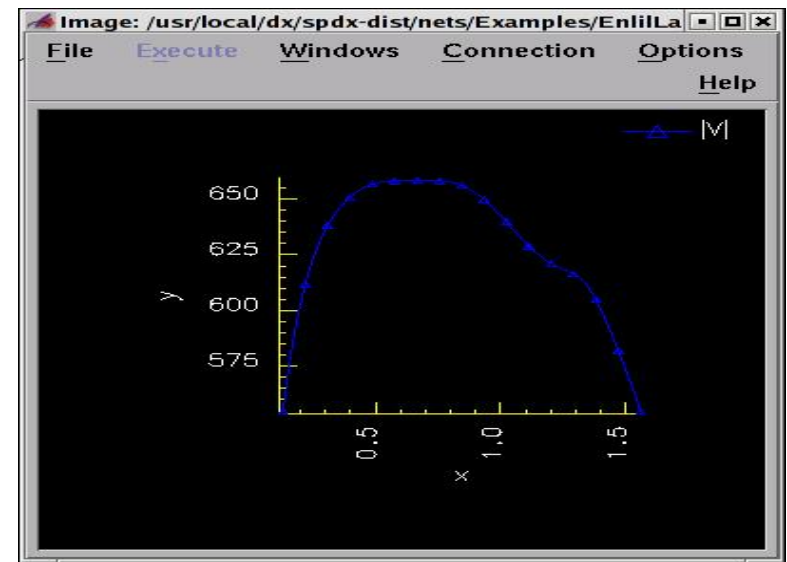 Image: /usr/local/dx/spdx-dist/nets/Examples/EnlilLa
File Execute Windows Connection Options
Help
|V|
650
625
y
600
575
0.5 1.0 1.5
x